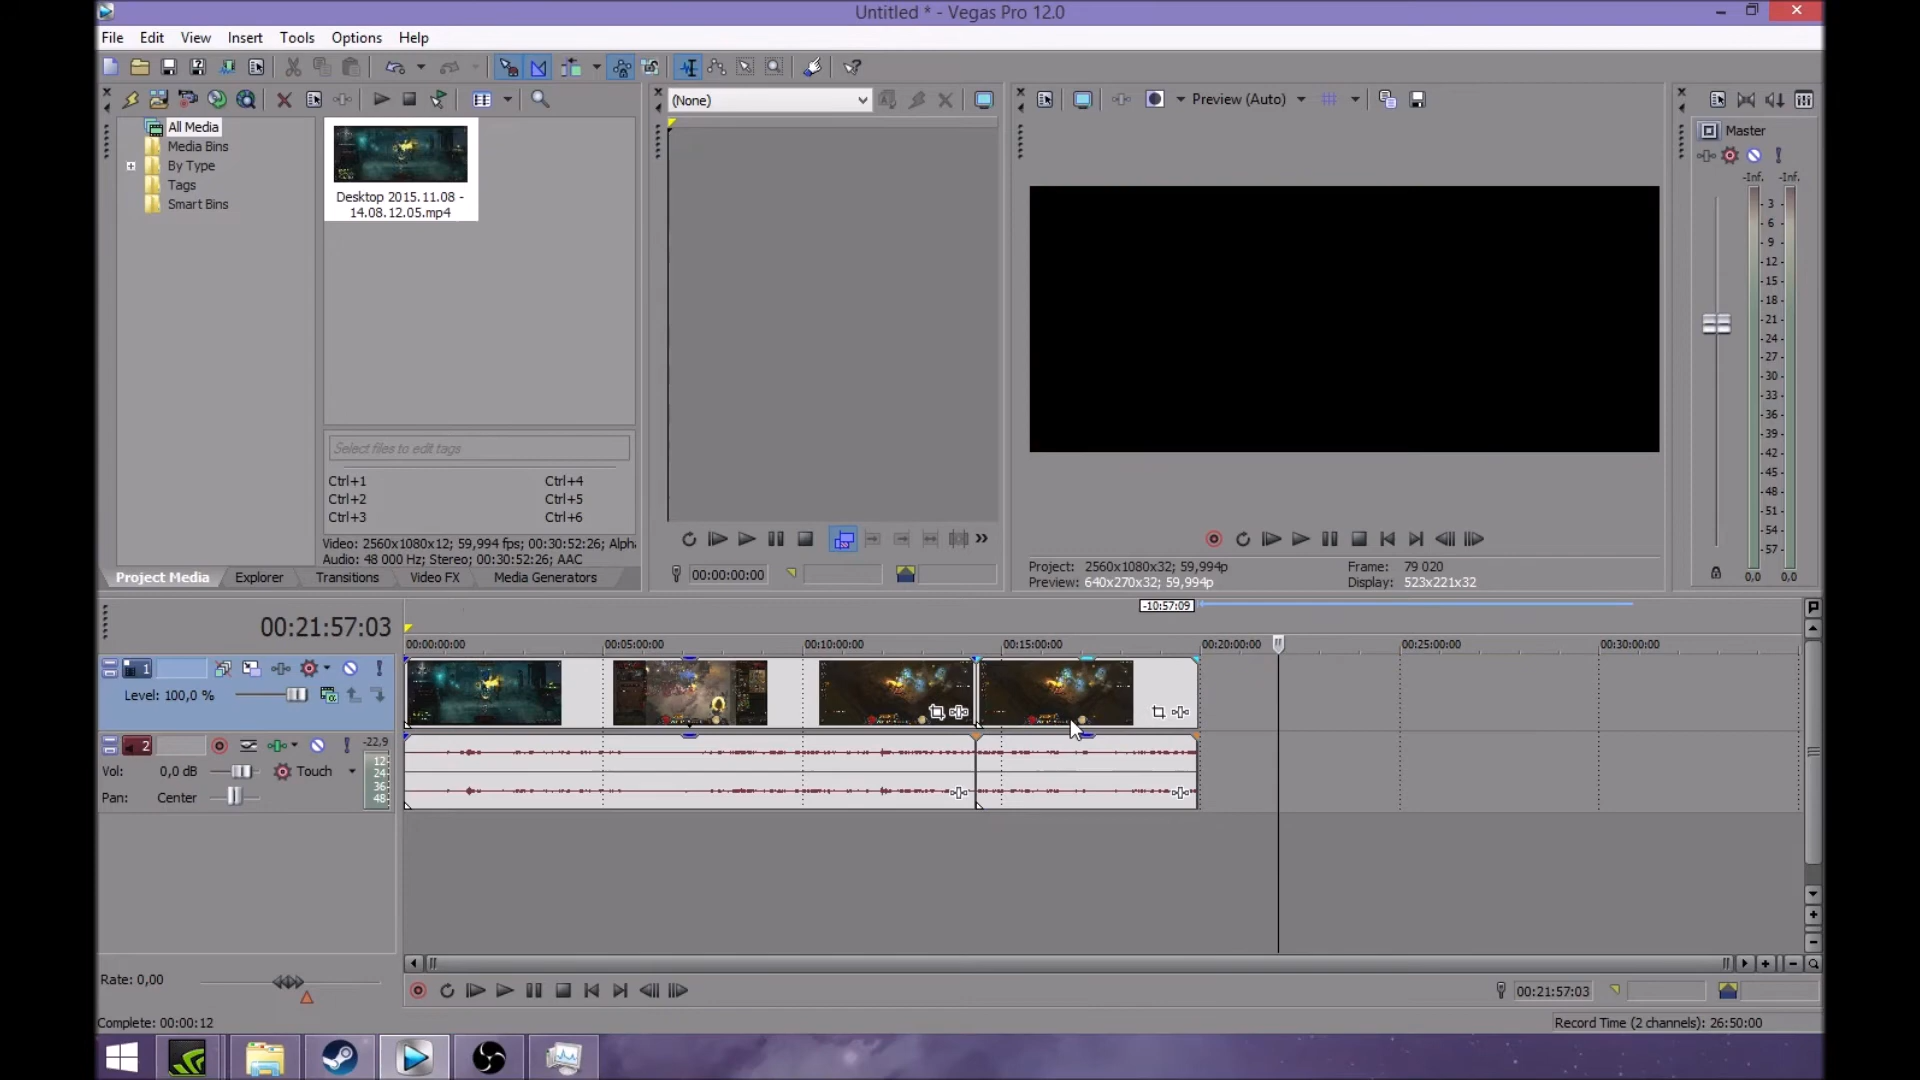 Untitled * - Vegas Pro 12.0
File Edit View Insert Tools Options Help
(None)
Preview (Auto)
All Media
Media Bins
By Type
Tags
Smart Bins
Desktop 2015.11.08 -
14.08.12.05.mp4
Select files to edit tags
Ctrl+1 Ctrl+4
Ctrl+2 Ctrl+5
Ctrl+3 Ctrl+6
Video: 2560x1080x12; 59,994 fps; 00:30:52:26; Alph
Audio: 48 000 Hz; Stereo; 00:30:52:26; AAC
Project Media Explorer Transitions Video FX Media Generators
00:00:00:00
Project: 2560x1080x32; 59,994p Frame: 79 020
Preview: 640x270x32; 59,994p Display: 523x221x32
Master
-Inf. -Inf.
- 3 -
- 6 -
- 9 -
-12-
-15-
-18-
-21-
-24-
-27-
-30-
-33-
-36-
-39-
-42-
-45-
-48-
-51-
-54-
-57-
0,0 0,0
-10:57:09
00:21:57:03
00:00:00:00 00:05:00:00 00:10:00:00 00:15:00:00 00:20:00:00 00:25:00:00 00:30:00:00
1
Level: 100,0 %
2
-22,9
12
24
36
48
Vol: 0,0 dB Touch
Pan: Center
Rate: 0,00
00:21:57:03
Complete: 00:00:12
Record Time (2 channels): 26:50:00